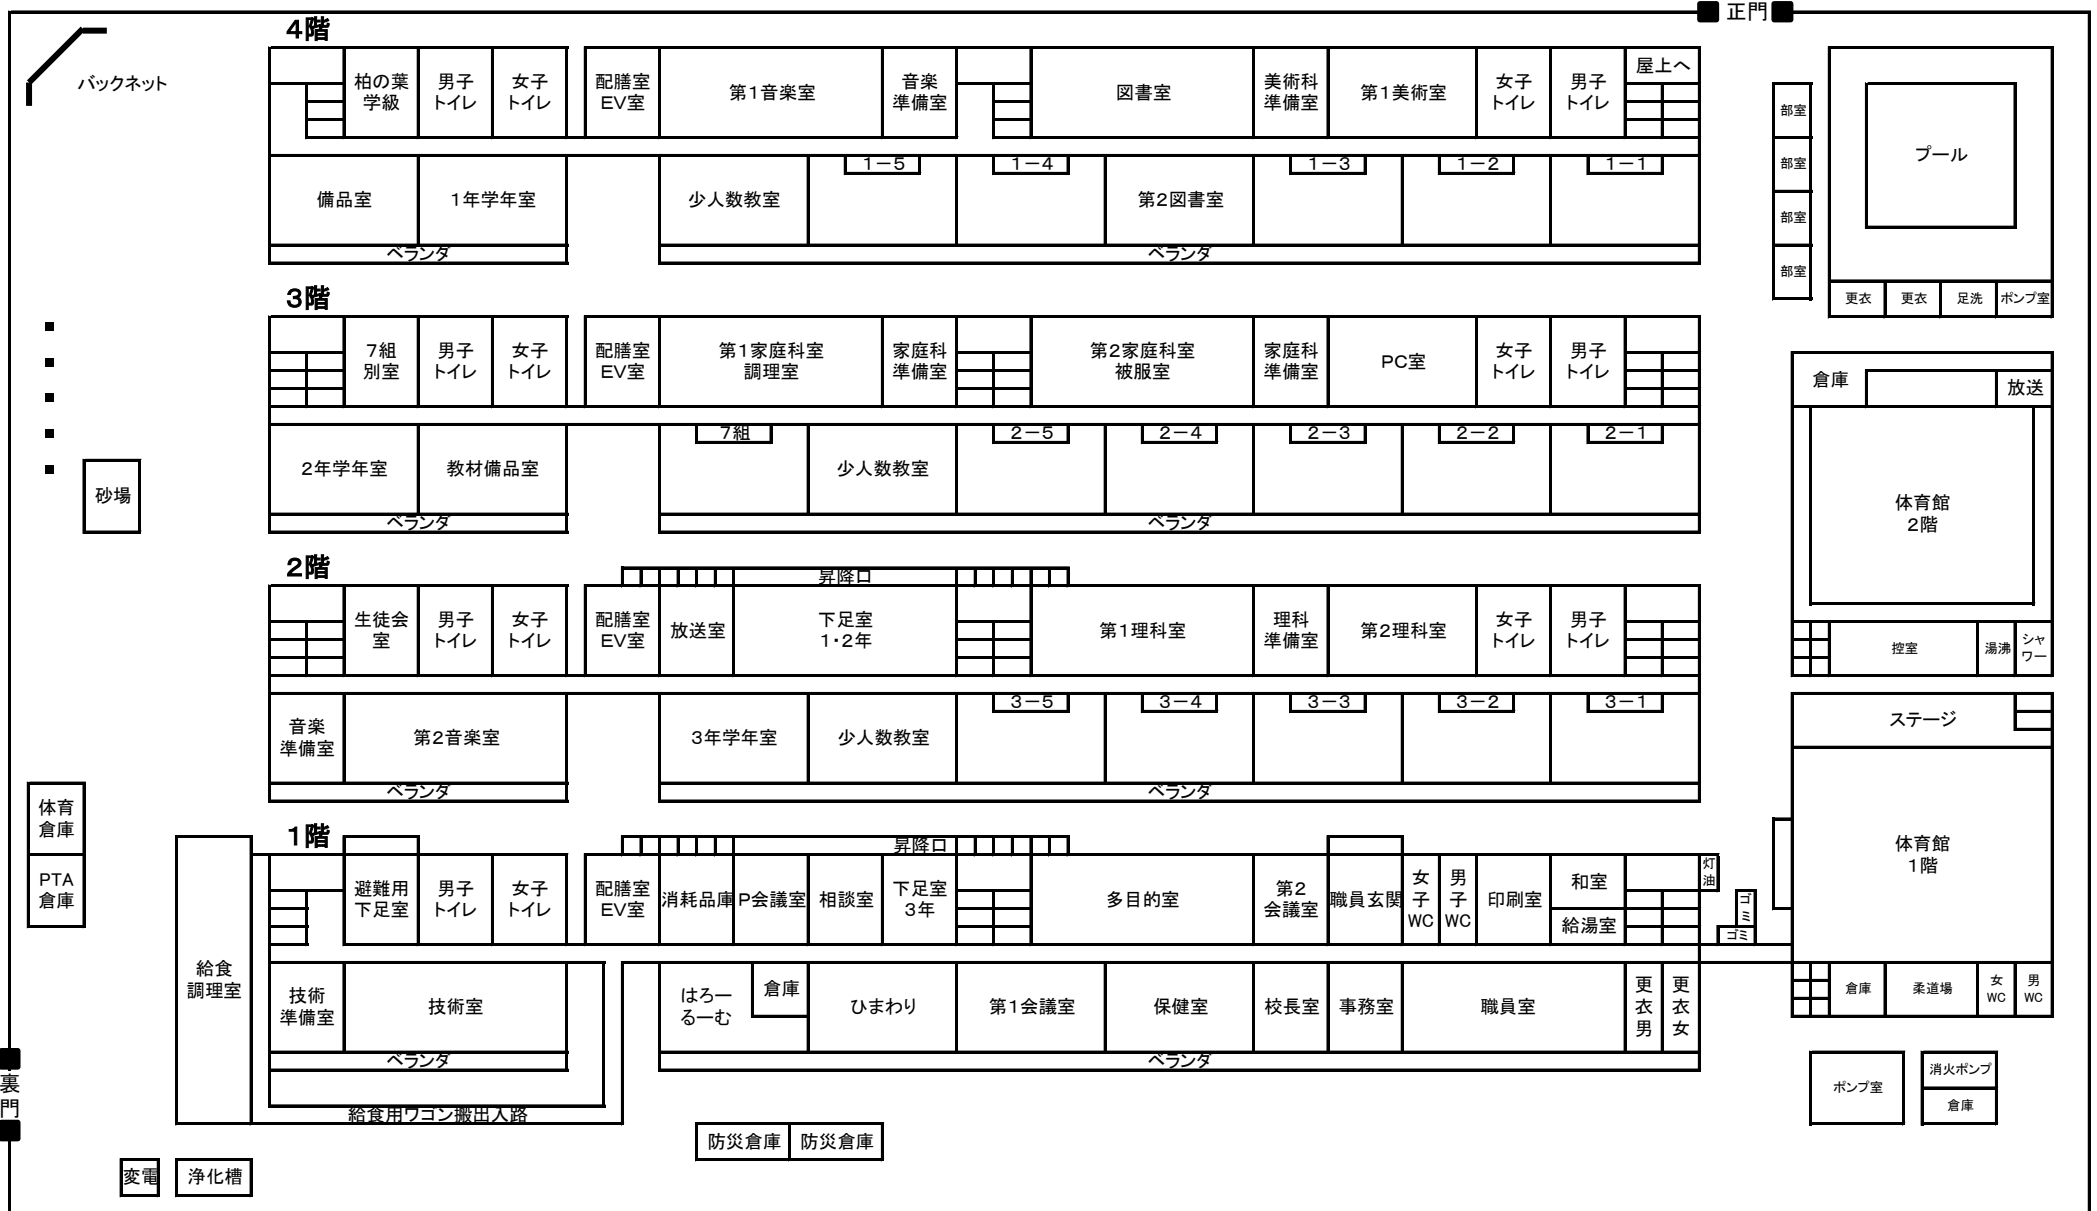 正門
バックネット
4階
柏の葉
学級
男子
トイレ
女子
トイレ
配膳室
EV室
第1音楽室
音楽
準備室
図書室
美術科
準備室
第1美術室
女子
トイレ
男子
トイレ
屋上へ
備品室
1年学年室
少人数教室
1－5
1－4
第2図書室
1－3
1－2
1－1
ベランダ
ベランダ
部室
部室
部室
部室
プール
更衣
更衣
足洗
ポンプ室
3階
7組
別室
男子
トイレ
女子
トイレ
配膳室
EV室
第1家庭科室
調理室
家庭科
準備室
第2家庭科室
被服室
家庭科
準備室
PC室
女子
トイレ
男子
トイレ
2年学年室
教材備品室
7組
少人数教室
2－5
2－4
2－3
2－2
2－1
ベランダ
ベランダ
砂場
倉庫
放送
体育館
2階
控室
湯沸
シャ
ワー
2階
昇降口
生徒会
室
男子
トイレ
女子
トイレ
配膳室
EV室
放送室
下足室
1・2年
第1理科室
理科
準備室
第2理科室
女子
トイレ
男子
トイレ
音楽
準備室
第2音楽室
3年学年室
少人数教室
3－5
3－4
3－3
3－2
3－1
ベランダ
ベランダ
ステージ
体育館
1階
倉庫
柔道場
女
WC
男
WC
体育
倉庫
PTA
倉庫
1階
昇降口
避難用
下足室
男子
トイレ
女子
トイレ
配膳室
EV室
消耗品庫
P会議室
相談室
下足室
3年
多目的室
第2
会議室
職員玄関
女子WC
男子WC
印刷室
和室
給湯室
灯油
ゴミ
ゴミ
給食
調理室
技術
準備室
技術室
はろー
るーむ
倉庫
ひまわり
第1会議室
保健室
校長室
事務室
職員室
更衣男
更衣女
ベランダ
ベランダ
給食用ワゴン搬出入路
裏門
防災倉庫
防災倉庫
ポンプ室
消火ポンプ
倉庫
変電
浄化槽